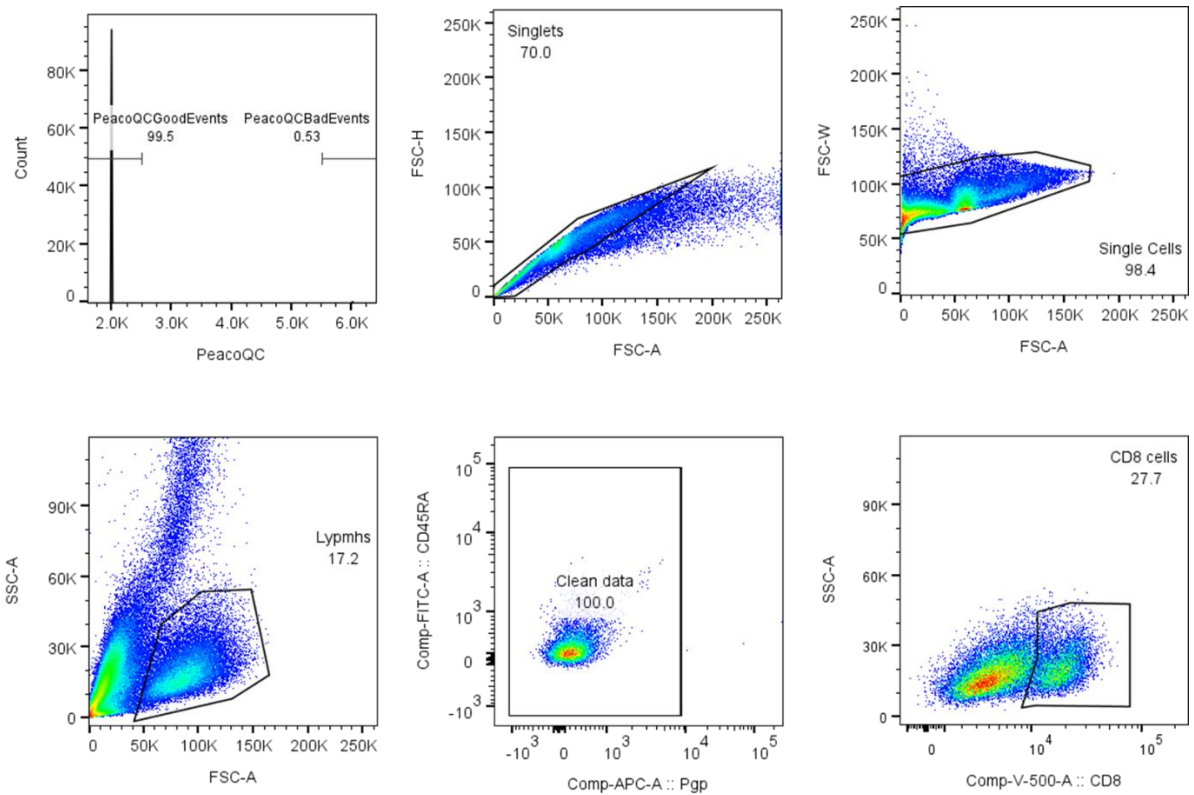 80K
60K
40K
20K
0
Count
PeacoQCGoodEvents
99.5
PeacoQCBadEvents
0.53
2.0K 3.0K 4.0K 5.0K 6.0K
PeacoQC
250K
200K
150K
100K
50K
0
FSC-H
Singlets
70.0
0 50K 100K 150K 200K 250K
FSC-A
250K
200K
150K
100K
50K
0
FSC-W
Single Cells
98.4
0 50K 100K 150K 200K 250K
FSC-A
90K
60K
30K
0
SSC-A
Lypmhs
17.2
0 50K 100K 150K 200K 250K
FSC-A
10^5
10^4
10^3
0
-10^3
Comp-FITC-A :: CD45RA
Clean data
100.0
-10^3 0 10^3 10^4 10^5
Comp-APC-A :: Pgp
90K
60K
30K
0
SSC-A
CD8 cells
27.7
0 10^4 10^5
Comp-V-500-A :: CD8